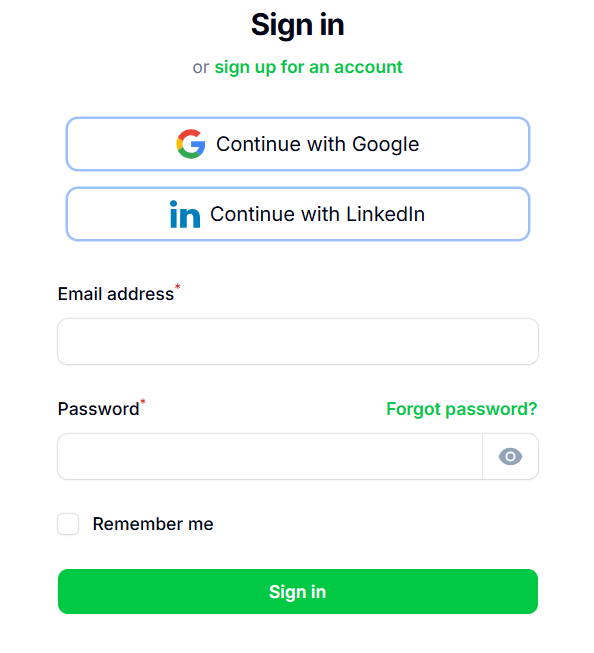 Sign in
or sign up for an account
Continue with Google
in Continue with LinkedIn
Email address*
Password* Forgot password?
Remember me
Sign in